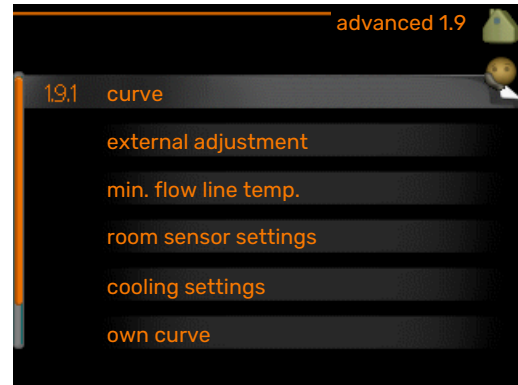 advanced 1.9
1.9.1 curve
external adjustment
min. flow line temp.
room sensor settings
cooling settings
own curve